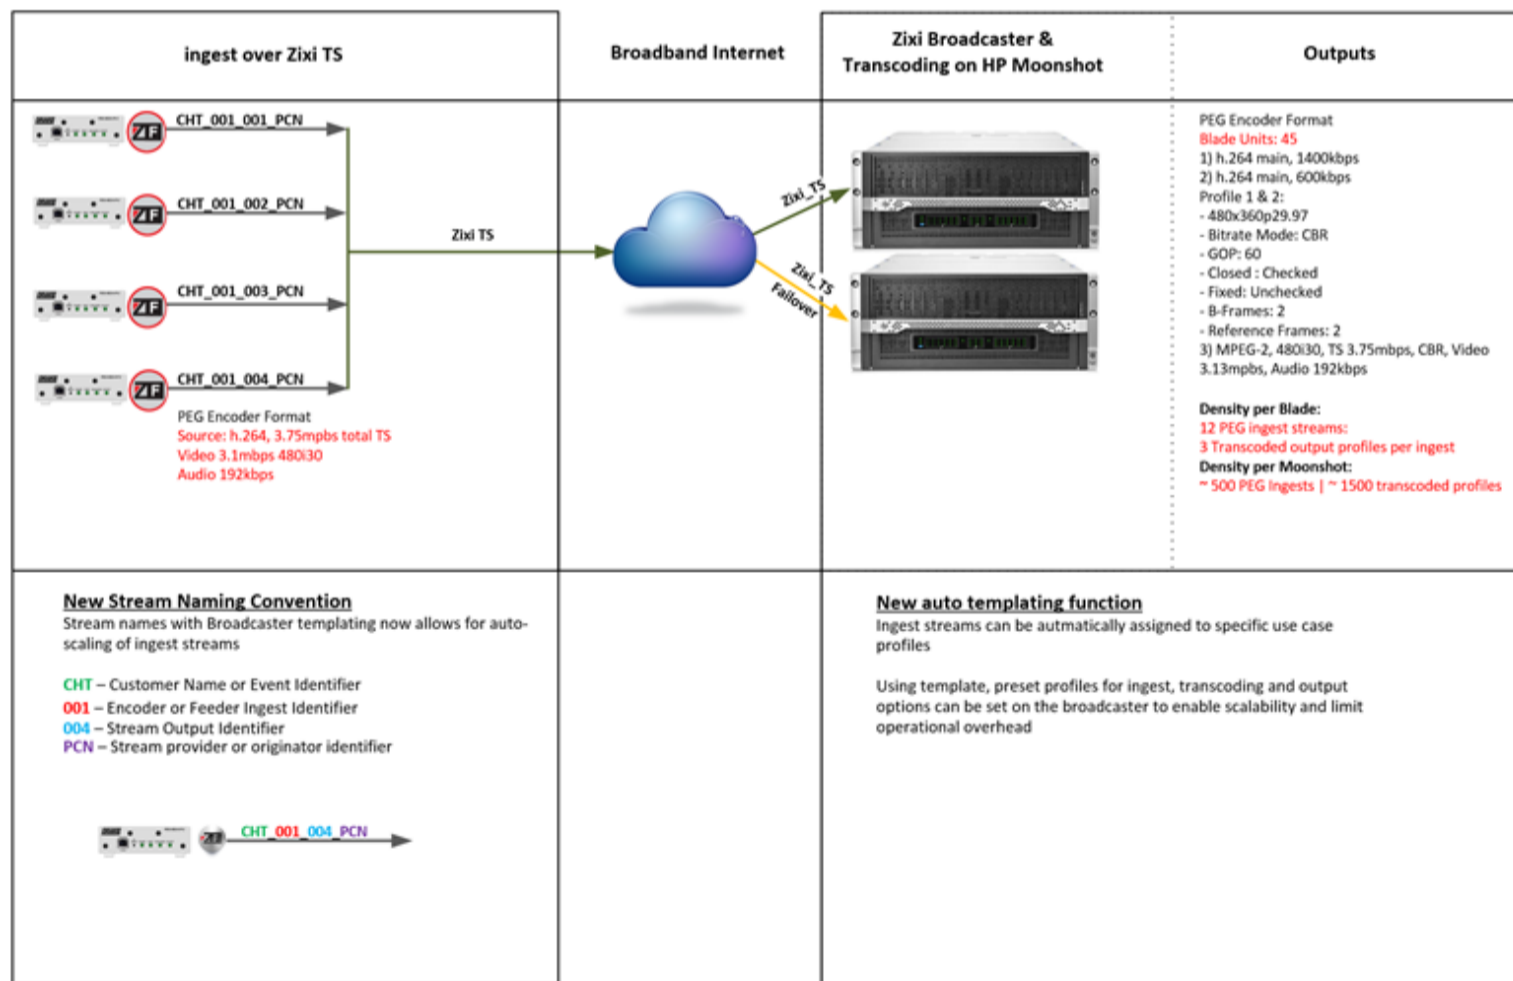 ingest over Zixi TS
Broadband Internet
Zixi Broadcaster &
Transcoding on HP Moonshot
Outputs
CHT_001_001_PCN
CHT_001_002_PCN
CHT_001_003_PCN
CHT_001_004_PCN
PEG Encoder Format
Source: h.264, 3.75mpbs total TS
Video 3.1mbps 480i30
Audio 192kbps
Zixi TS
Zixi_TS
Zixi_TS
Failover
PEG Encoder Format
Blade Units: 45
1) h.264 main, 1400kbps
2) h.264 main, 600kbps
Profile 1 & 2:
- 480x360p29.97
- Bitrate Mode: CBR
- GOP: 60
- Closed : Checked
- Fixed: Unchecked
- B-Frames: 2
- Reference Frames: 2
3) MPEG-2, 480i30, TS 3.75mbps, CBR, Video
3.13mpbs, Audio 192kbps
Density per Blade:
12 PEG ingest streams:
3 Transcoded output profiles per ingest
Density per Moonshot:
~ 500 PEG Ingests | ~ 1500 transcoded profiles
New Stream Naming Convention
Stream names with Broadcaster templating now allows for auto-
scaling of ingest streams
CHT – Customer Name or Event Identifier
001 – Encoder or Feeder Ingest Identifier
004 – Stream Output Identifier
PCN – Stream provider or originator identifier
CHT_001_004_PCN
New auto templating function
Ingest streams can be autmatically assigned to specific use case
profiles
Using template, preset profiles for ingest, transcoding and output
options can be set on the broadcaster to enable scalability and limit
operational overhead